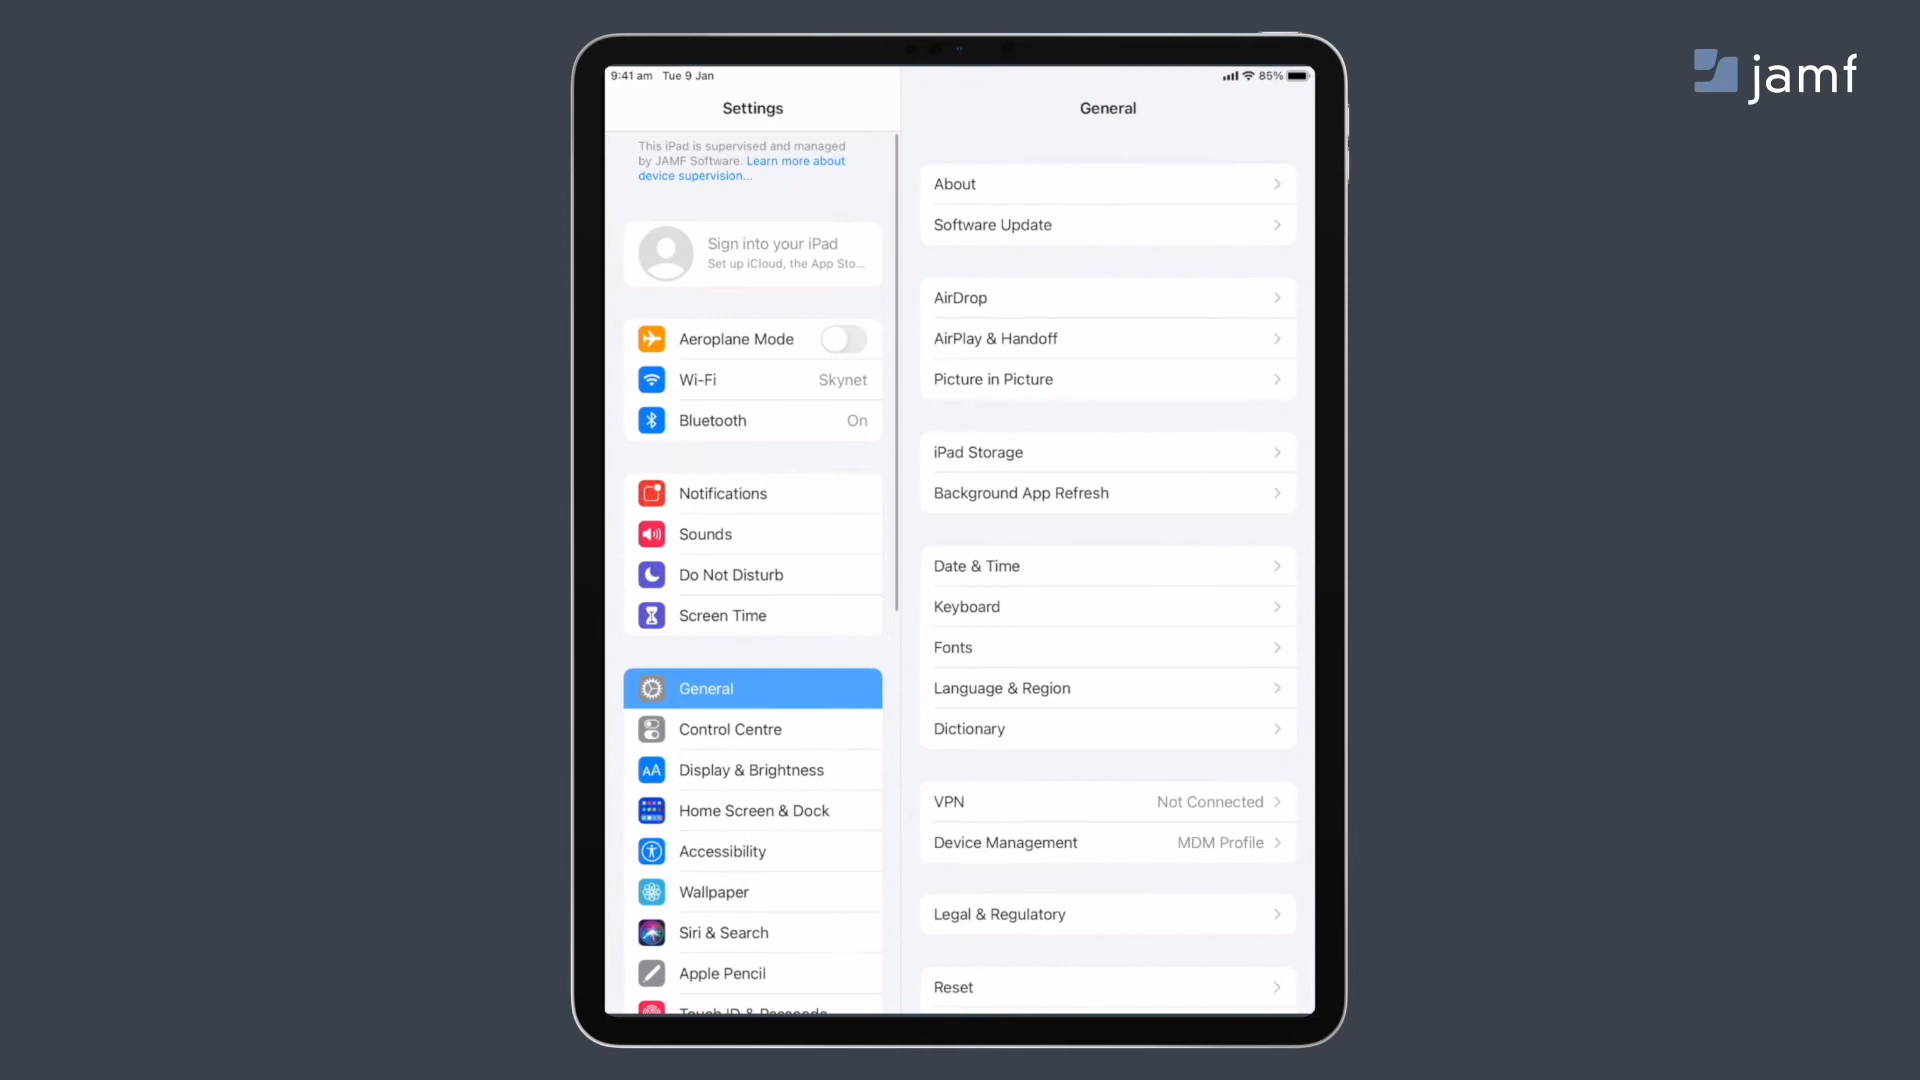 jamf
9:41 am Tue 9 Jan
85%
Settings
This iPad is supervised and managed
by JAMF Software. Learn more about
device supervision...
Sign into your iPad
Set up iCloud, the App Sto...
Aeroplane Mode
Wi-Fi Skynet
Bluetooth On
Notifications
Sounds
Do Not Disturb
Screen Time
General
Control Centre
AA Display & Brightness
Home Screen & Dock
Accessibility
Wallpaper
Siri & Search
Apple Pencil
Touch ID & Passcode
General
About
Software Update
AirDrop
AirPlay & Handoff
Picture in Picture
iPad Storage
Background App Refresh
Date & Time
Keyboard
Fonts
Language & Region
Dictionary
VPN Not Connected
Device Management MDM Profile
Legal & Regulatory
Reset